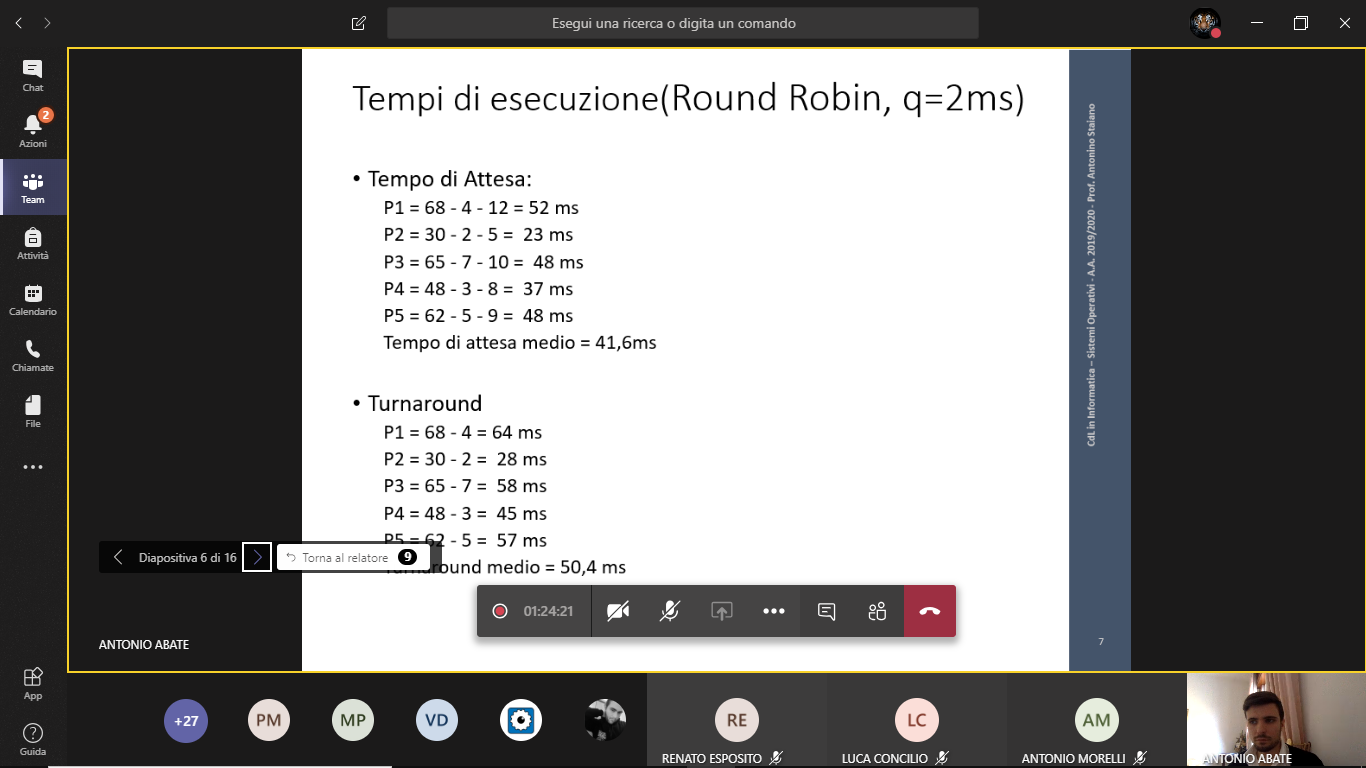 Esegui una ricerca o digita un comando
Chat
2
Azioni
Team
Attività
Calendario
Chiamate
File
App
Guida
Tempi di esecuzione(Round Robin, q=2ms)
• Tempo di Attesa:
P1 = 68 - 4 - 12 = 52 ms
P2 = 30 - 2 - 5 = 23 ms
P3 = 65 - 7 - 10 = 48 ms
P4 = 48 - 3 - 8 = 37 ms
P5 = 62 - 5 - 9 = 48 ms
Tempo di attesa medio = 41,6ms
• Turnaround
P1 = 68 - 4 = 64 ms
P2 = 30 - 2 = 28 ms
P3 = 65 - 7 = 58 ms
P4 = 48 - 3 = 45 ms
P5 = 62 - 5 = 57 ms
Turnaround medio = 50,4 ms
CdL in Informatica – Sistemi Operativi - A.A. 2019/2020 - Prof. Antonino Staiano
7
Diapositiva 6 di 16
Torna al relatore 9
01:24:21
ANTONIO ABATE
+27
PM
MP
VD
RE
RENATO ESPOSITO
LC
LUCA CONCILIO
AM
ANTONIO MORELLI
ANTONIO ABATE